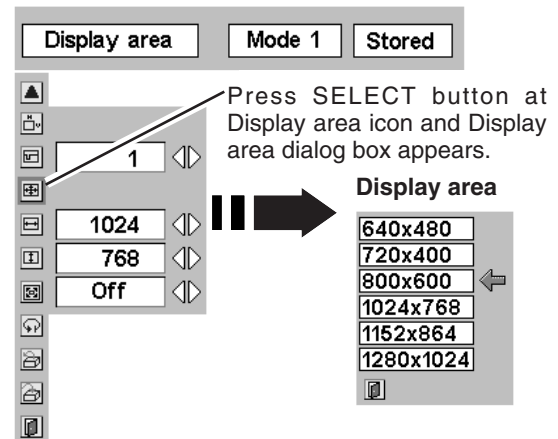 Display area Mode 1 Stored
Press SELECT button at
Display area icon and Display
area dialog box appears.
H
V
1
1024
768
Off
Display area
640x480
720x400
800x600
1024x768
1152x864
1280x1024